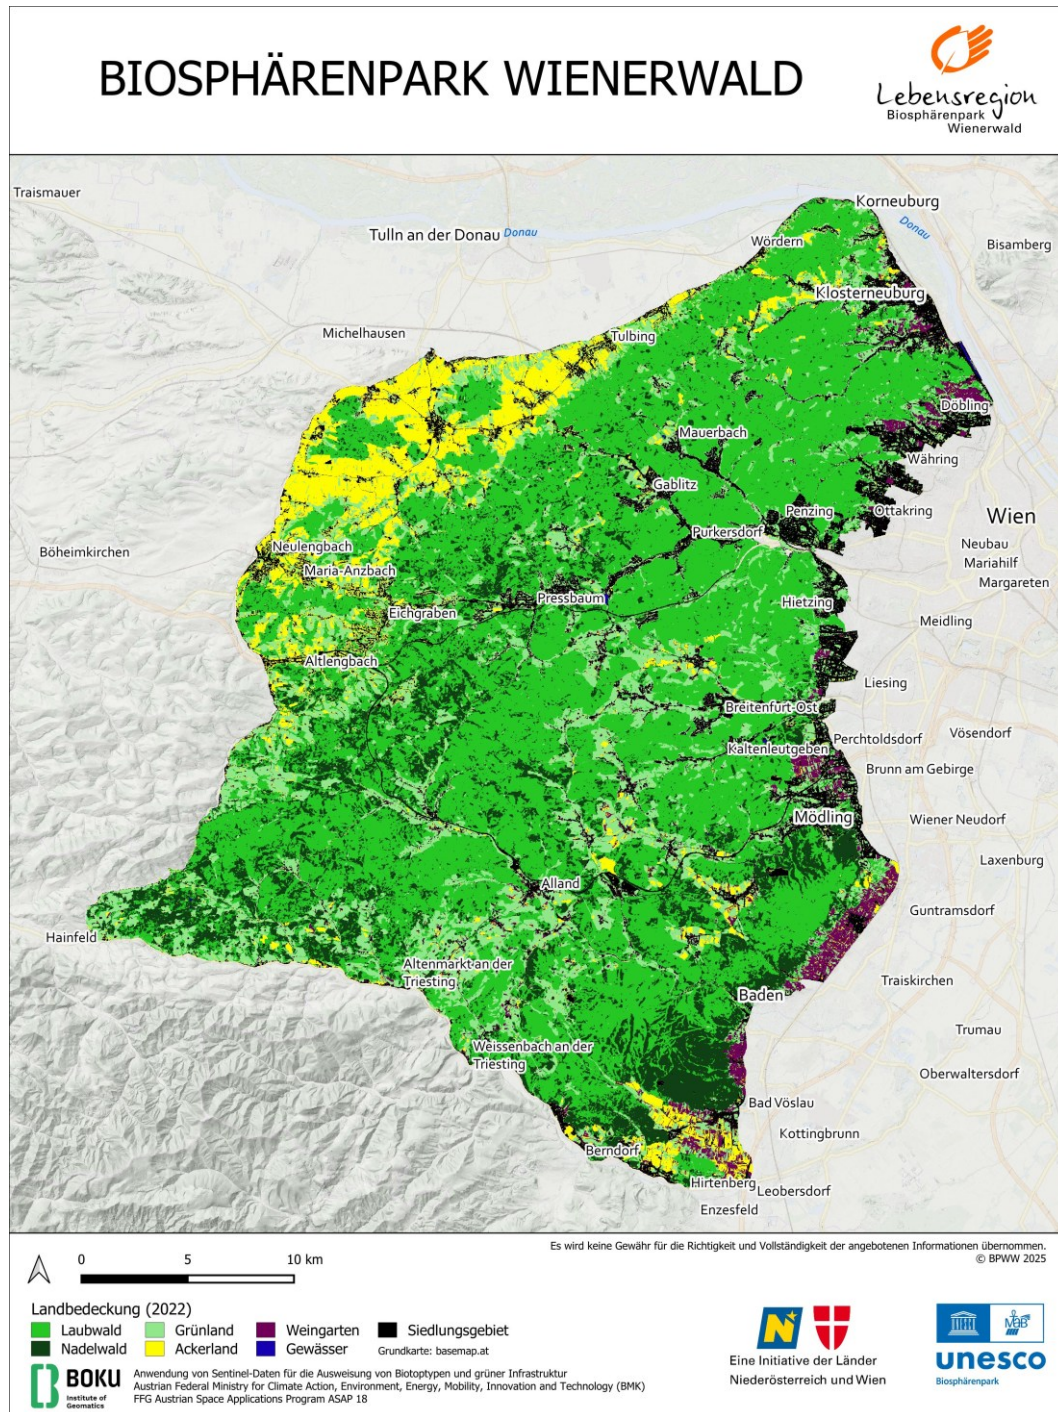 BIOSPHÄRENPARK WIENERWALD
Lebensregion
Biosphärenpark
Wienerwald
Traismauer
Korneuburg
Tulln an der Donau
Donau
Donau
Wördern
Bisamberg
Klosterneuburg
Michelhausen
Tulbing
Döbling
Mauerbach
Währing
Gablitz
Penzing
Ottakring
Wien
Purkersdorf
Böheimkirchen
Neulengbach
Neubau
Mariahilf
Maria-Anzbach
Margareten
Pressbaum
Hietzing
Eichgraben
Meidling
Altlengbach
Liesing
Breitenfurt-Ost
Perchtoldsdorf
Vösendorf
Kaltenleutgeben
Brunn am Gebirge
Mödling
Wiener Neudorf
Laxenburg
Alland
Guntramsdorf
Hainfeld
Altenmarkt an der
Triesting
Traiskirchen
Baden
Trumau
Weissenbach an der
Triesting
Oberwaltersdorf
Bad Vöslau
Kottingbrunn
Berndorf
Hirtenberg
Leobersdorf
Enzesfeld
Es wird keine Gewähr für die Richtigkeit und Vollständigkeit der angebotenen Informationen übernommen.
© BPWW 2025
0 5 10 km
Landbedeckung (2022)
Laubwald Grünland Weingarten Siedlungsgebiet
Nadelwald Ackerland Gewässer Grundkarte: basemap.at
BOKU
Institute of
Geomatics
Anwendung von Sentinel-Daten für die Ausweisung von Biotoptypen und grüner Infrastruktur
Austrian Federal Ministry for Climate Action, Environment, Energy, Mobility, Innovation and Technology (BMK)
FFG Austrian Space Applications Program ASAP 18
N
Eine Initiative der Länder
Niederösterreich und Wien
MaB
unesco
Biosphärenpark